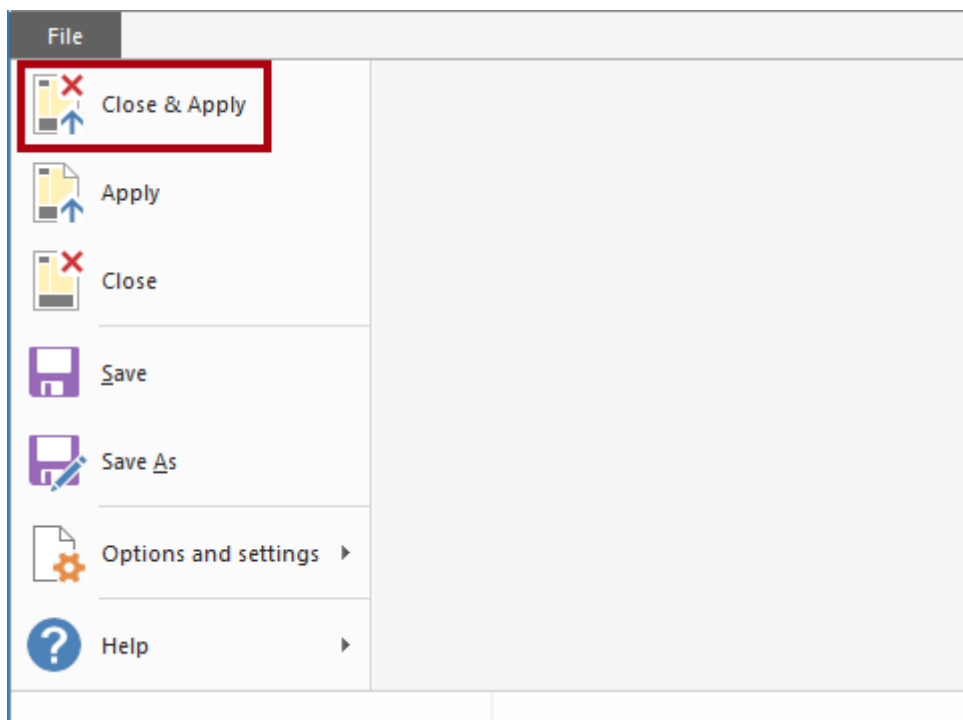 File
Close & Apply
Apply
Close
Save
Save As
Options and settings
Help